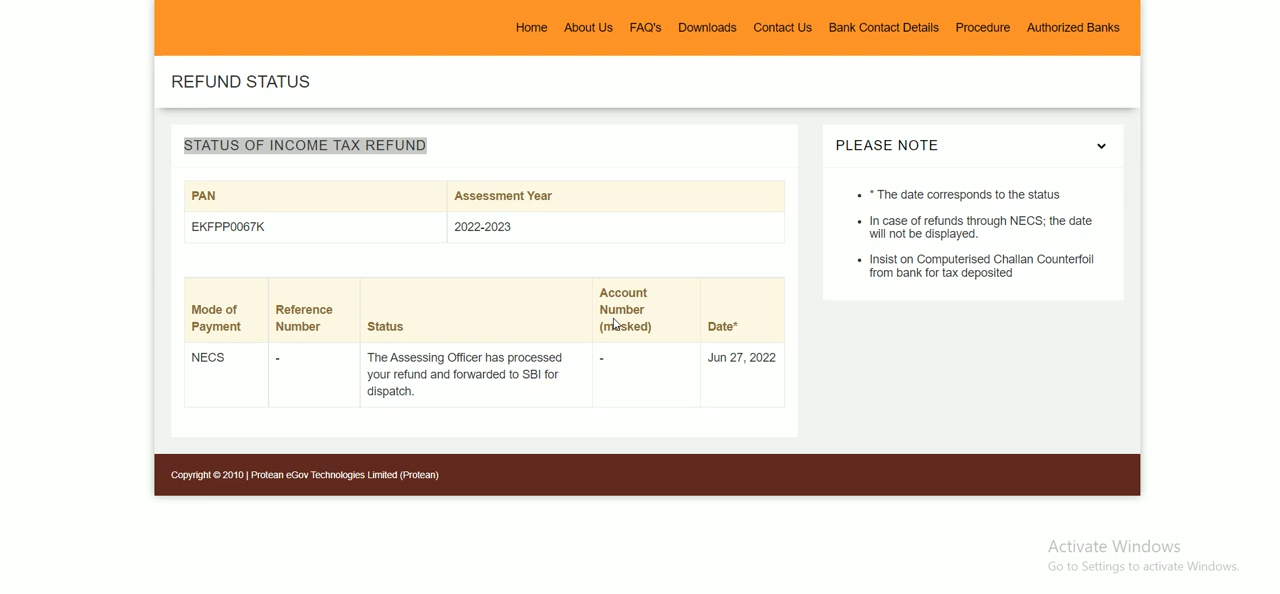 Home About Us FAQ's Downloads Contact Us Bank Contact Details Procedure Authorized Banks
REFUND STATUS
STATUS OF INCOME TAX REFUND
PAN Assessment Year
EKFPP0067K 2022-2023
Mode of Payment Reference Number Status Account Number (masked) Date*
NECS - The Assessing Officer has processed - Jun 27, 2022
your refund and forwarded to SBI for
dispatch.
PLEASE NOTE
• * The date corresponds to the status
• In case of refunds through NECS; the date
will not be displayed.
• Insist on Computerised Challan Counterfoil
from bank for tax deposited
Copyright © 2010 | Protean eGov Technologies Limited (Protean)
Activate Windows
Go to Settings to activate Windows.